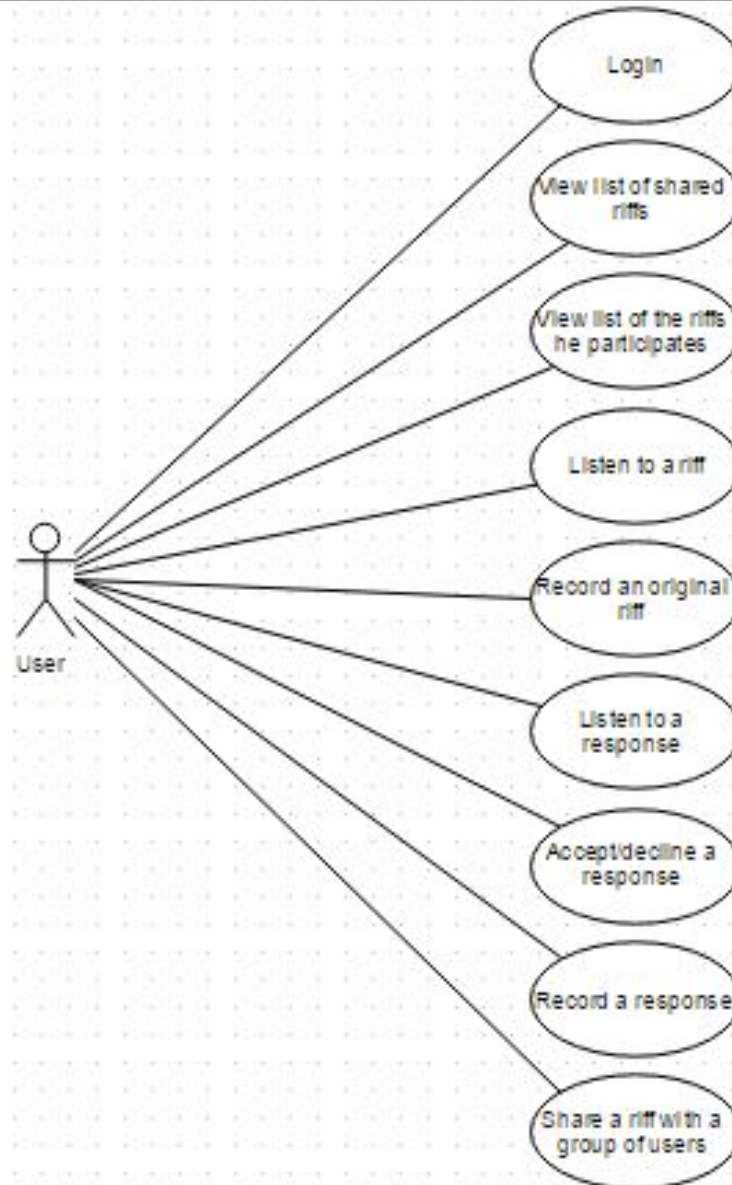 Login
View list of shared
riffs
View list of the riffs
he participates
Listen to a riff
Record an original
riff
User
Listen to a
response
Accept/decline a
response
Record a response
Share a riff with a
group of users